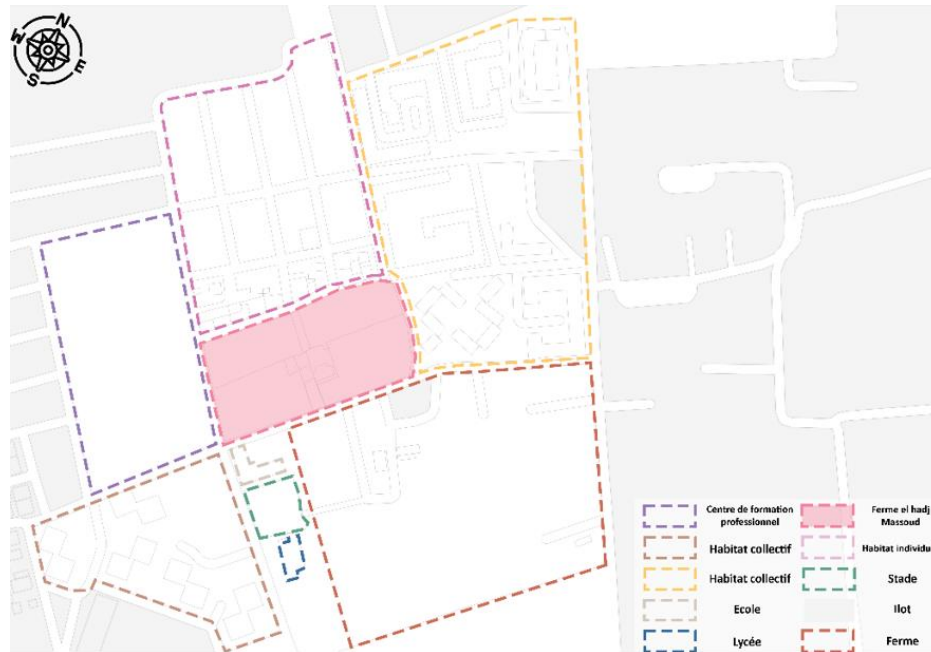 N
W
E
S
Centre de formation
professionnel
Ferme el hadj
Massoud
Habitat collectif
Habitat individu
Habitat collectif
Stade
Ecole
Ilot
Lycée
Ferme